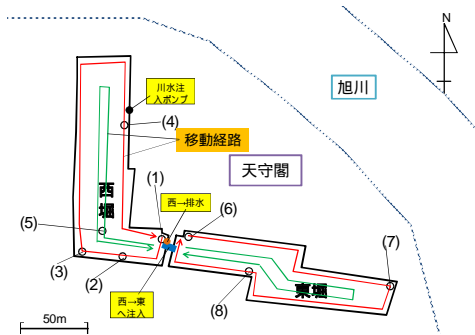 N
旭川
川水注
入ポンプ
(4)
移動経路
天守閣
西
堀
(1)
西→排水
(6)
(5)
(7)
(3)
(2)
西→東
へ注入
(8)
東堀
50m